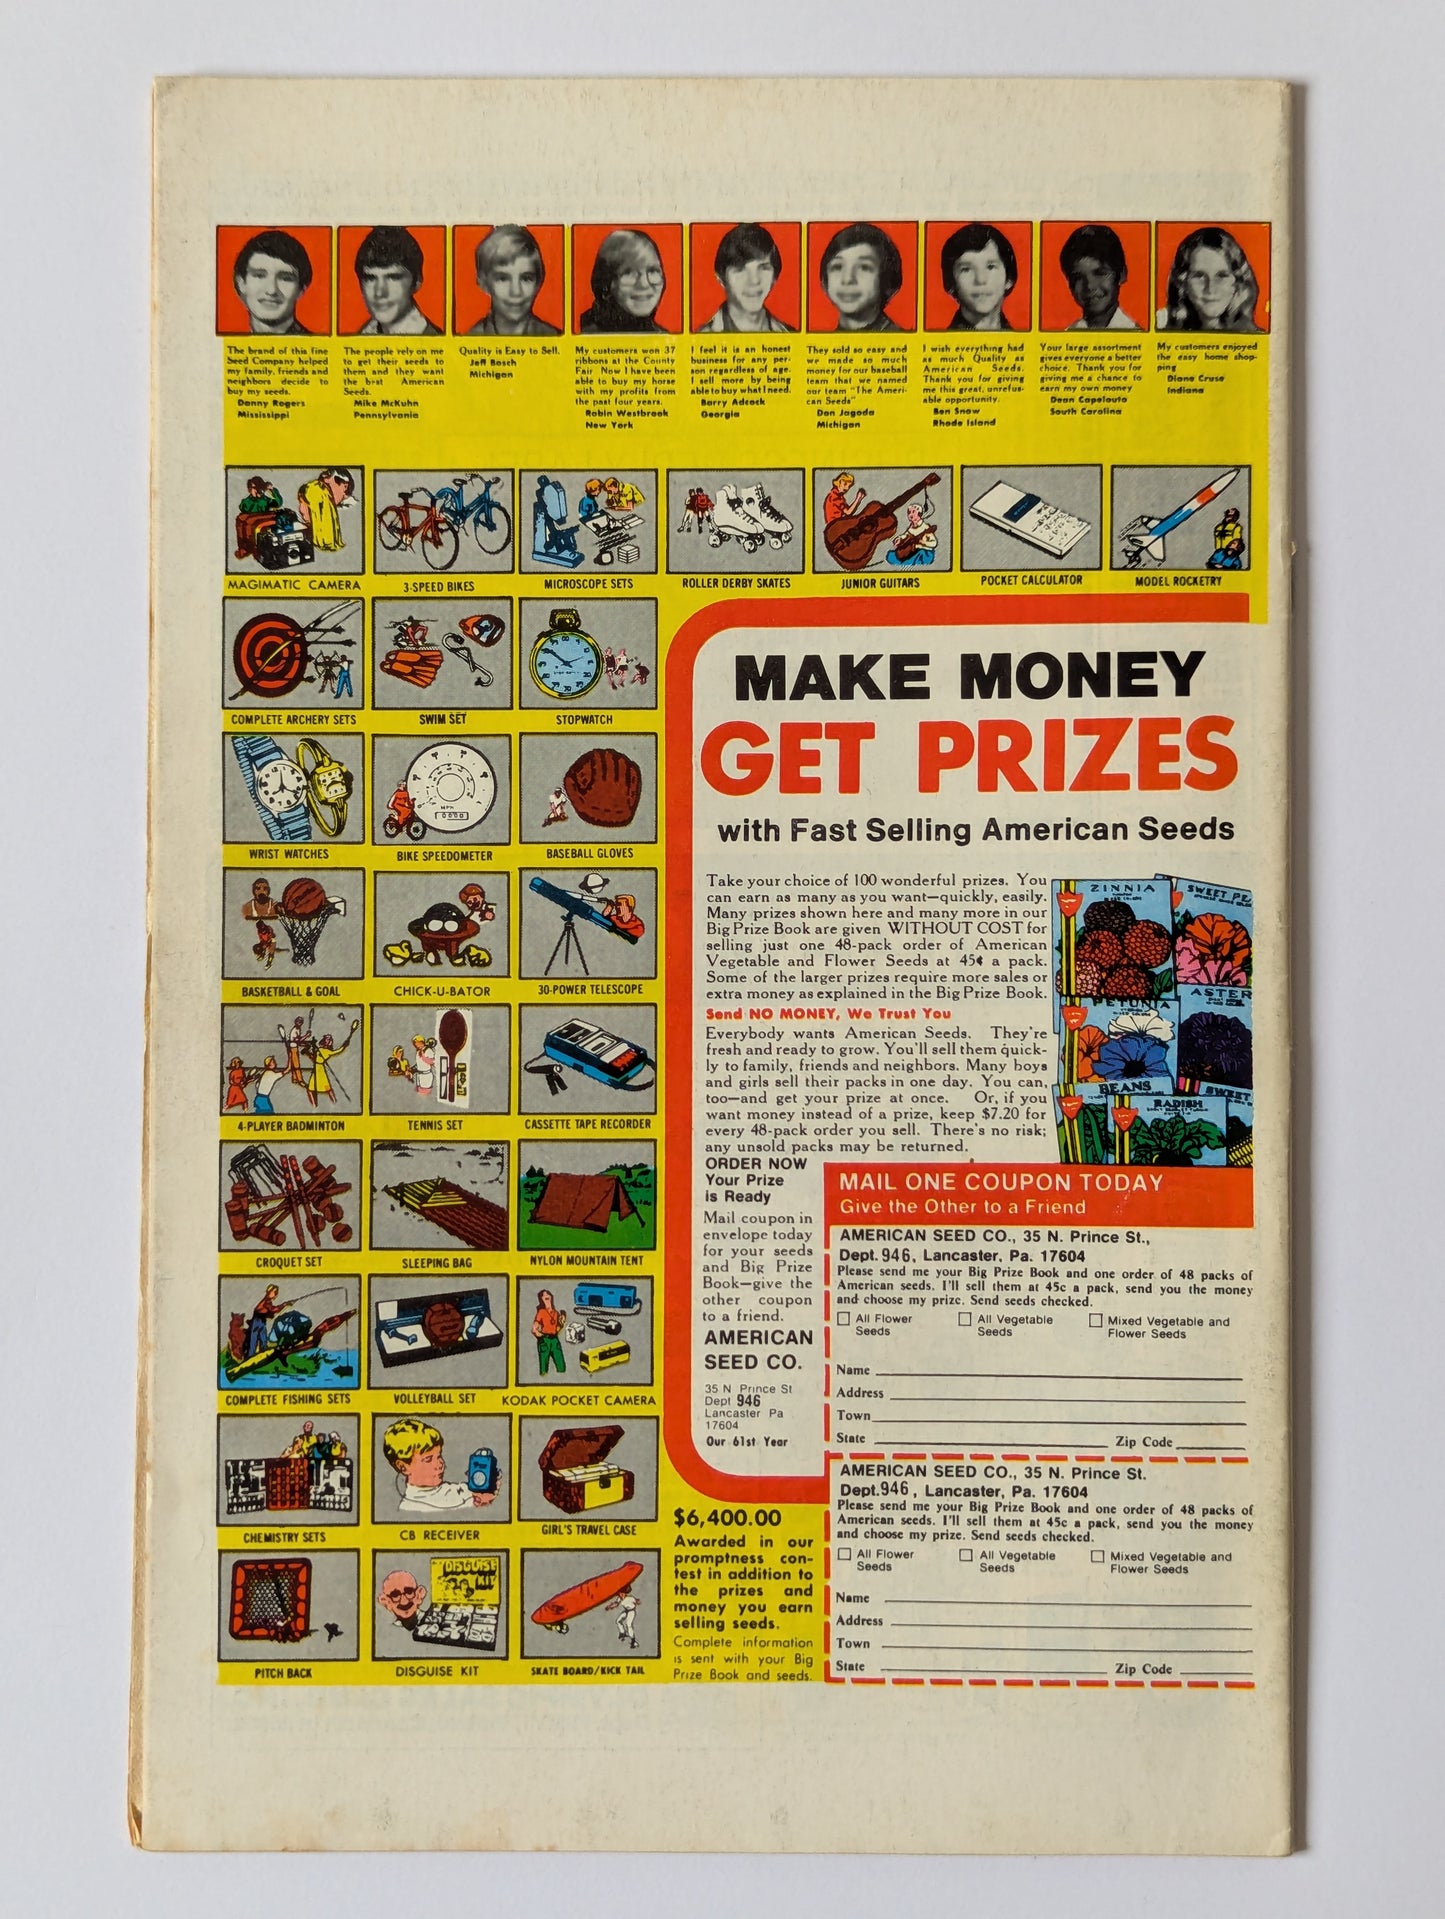 The brand of this fine
Seed Company helped
my family, friends and
neighbors decide to
buy my seeds.
Danny Rogers
Mississippi
The people rely on me
to get their seeds to
them and they want
the best American
Seeds.
Mike McKuhn
Pennsylvania
Quality is Easy to Sell.
Jeff Bosch
Michigan
My customers won 37
ribbons at the County
Fair. Now I have been
able to buy my horse
with my profits from
the past four years.
Robin Westbrook
New York
I feel it is an honest
business for any per-
son regardless of age.
I sell more by being
able to buy what I need.
Barry Adcock
Georgia
They sold so easy and
we made so much
money for our baseball
team that we named
our team "The Ameri-
can Seeds"
Don Jagoda
Michigan
I wish everything had
as much Quality as
American Seeds.
Thank you for giving
me this great, unrefus-
able opportunity.
Ben Snow
Rhode Island
Your large assortment
gives everyone a better
choice. Thank you for
giving me a chance to
earn my own money
Dean Capelouto
South Carolina
My customers enjoyed
the easy home shop-
ping
Diana Cruse
Indiana
MAGIMATIC CAMERA
3-SPEED BIKES
MICROSCOPE SETS
ROLLER DERBY SKATES
JUNIOR GUITARS
POCKET CALCULATOR
MODEL ROCKETRY
COMPLETE ARCHERY SETS
SWIM SET
STOPWATCH
WRIST WATCHES
MPH
0000
BIKE SPEEDOMETER
BASEBALL GLOVES
BASKETBALL & GOAL
CHICK-U-BATOR
30-POWER TELESCOPE
4-PLAYER BADMINTON
TENNIS SET
CASSETTE TAPE RECORDER
CROQUET SET
SLEEPING BAG
NYLON MOUNTAIN TENT
COMPLETE FISHING SETS
VOLLEYBALL SET
KODAK POCKET CAMERA
CHEMISTRY SETS
CB RECEIVER
GIRL'S TRAVEL CASE
PITCH BACK
DISGUISE
KIT
DISGUISE KIT
SKATE BOARD/KICK TAIL
MAKE MONEY
GET PRIZES
with Fast Selling American Seeds
Take your choice of 100 wonderful prizes. You
can earn as many as you want—quickly, easily.
Many prizes shown here and many more in our
Big Prize Book are given WITHOUT COST for
selling just one 48-pack order of American
Vegetable and Flower Seeds at 45¢ a pack.
Some of the larger prizes require more sales or
extra money as explained in the Big Prize Book.
Send NO MONEY, We Trust You
Everybody wants American Seeds. They're
fresh and ready to grow. You'll sell them quick-
ly to family, friends and neighbors. Many boys
and girls sell their packs in one day. You can,
too—and get your prize at once. Or, if you
want money instead of a prize, keep $7.20 for
every 48-pack order you sell. There's no risk;
any unsold packs may be returned.
ZINNIA
SWEET PE
PETUNIA
ASTER
BEANS
SWEET
RADISH
ORDER NOW
Your Prize
is Ready
Mail coupon in
envelope today
for your seeds
and Big Prize
Book—give the
other coupon
to a friend.
AMERICAN
SEED CO.
35 N Prince St
Dept 946
Lancaster Pa
17604
Our 61st Year
$6,400.00
Awarded in our
promptness con-
test in addition to
the prizes and
money you earn
selling seeds.
Complete information
is sent with your Big
Prize Book and seeds.
MAIL ONE COUPON TODAY
Give the Other to a Friend
AMERICAN SEED CO., 35 N. Prince St.,
Dept. 946, Lancaster, Pa. 17604
Please send me your Big Prize Book and one order of 48 packs of
American seeds. I'll sell them at 45c a pack, send you the money
and choose my prize. Send seeds checked.
All Flower
Seeds
All Vegetable
Seeds
Mixed Vegetable and
Flower Seeds
Name
Address
Town
State Zip Code
AMERICAN SEED CO., 35 N. Prince St.
Dept. 946, Lancaster, Pa. 17604
Please send me your Big Prize Book and one order of 48 packs of
American seeds. I'll sell them at 45c a pack, send you the money
and choose my prize. Send seeds checked.
All Flower
Seeds
All Vegetable
Seeds
Mixed Vegetable and
Flower Seeds
Name
Address
Town
State Zip Code